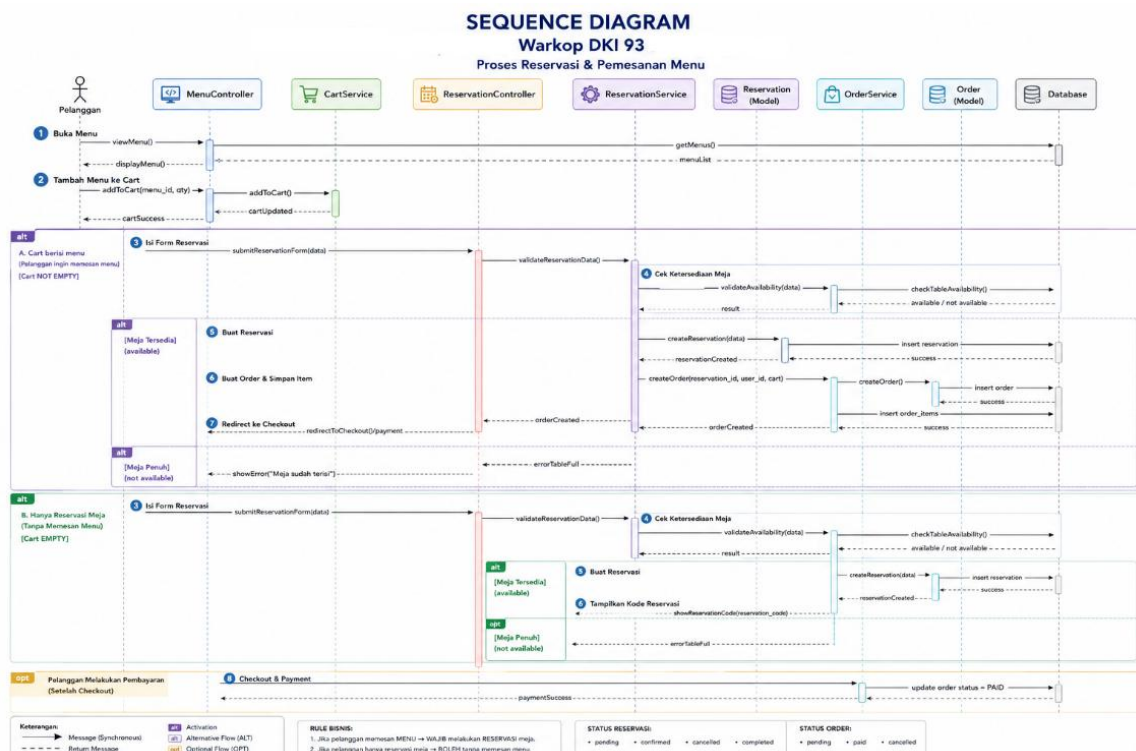 SEQUENCE DIAGRAM
Warkop DKI 93
Proses Reservasi & Pemesanan Menu
Pelanggan
MenuController
CartService
ReservationController
ReservationService
Reservation
(Model)
OrderService
Order
(Model)
Database
1 Buka Menu
viewMenu()
getMenus()
displayMenu()
menuList
2 Tambah Menu ke Cart
addToCart(menu_id, qty)
addToCart()
cartUpdated
cartSuccess
alt
A. Cart berisi menu
(Pelanggan ingin memesan menu)
[Cart NOT EMPTY]
3 Isi Form Reservasi
submitReservationForm(data)
validateReservationData()
4 Cek Ketersediaan Meja
validateAvailability(data)
checkTableAvailability()
available / not available
result
alt
[Meja Tersedia]
(available)
5 Buat Reservasi
createReservation(data)
insert reservation
reservationCreated
success
6 Buat Order & Simpan Item
createOrder(reservation_id, user_id, cart)
createOrder()
insert order
success
insert order_items
7 Redirect ke Checkout
orderCreated
orderCreated
success
redirectToCheckout()/payment
alt
[Meja Penuh]
(not available)
errorTableFull
showError("Meja sudah terisi")
alt
B. Hanya Reservasi Meja
(Tanpa Memesan Menu)
[Cart EMPTY]
3 Isi Form Reservasi
submitReservationForm(data)
validateReservationData()
4 Cek Ketersediaan Meja
validateAvailability(data)
checkTableAvailability()
available / not available
result
alt
[Meja Tersedia]
(available)
5 Buat Reservasi
createReservation(data)
insert reservation
success
reservationCreated
6 Tampilkan Kode Reservasi
showReservationCode(reservation_code)
opt
[Meja Penuh]
(not available)
errorTableFull
opt
Pelanggan Melakukan Pembayaran
(Setelah Checkout)
8 Checkout & Payment
update order status = PAID
paymentSuccess
Keterangan:
Message (Synchronous)
Return Message
alt Activation
alt Alternative Flow (ALT)
opt Optional Flow (OPT)
RULE BISNIS:
1. Jika pelanggan memesan MENU → WAJIB melakukan RESERVASI meja.
2. Jika pelanggan hanya reservasi meja → BOLEH tanpa memesan menu.
STATUS RESERVASI:
• pending • confirmed • cancelled • completed
STATUS ORDER:
• pending • paid • cancelled